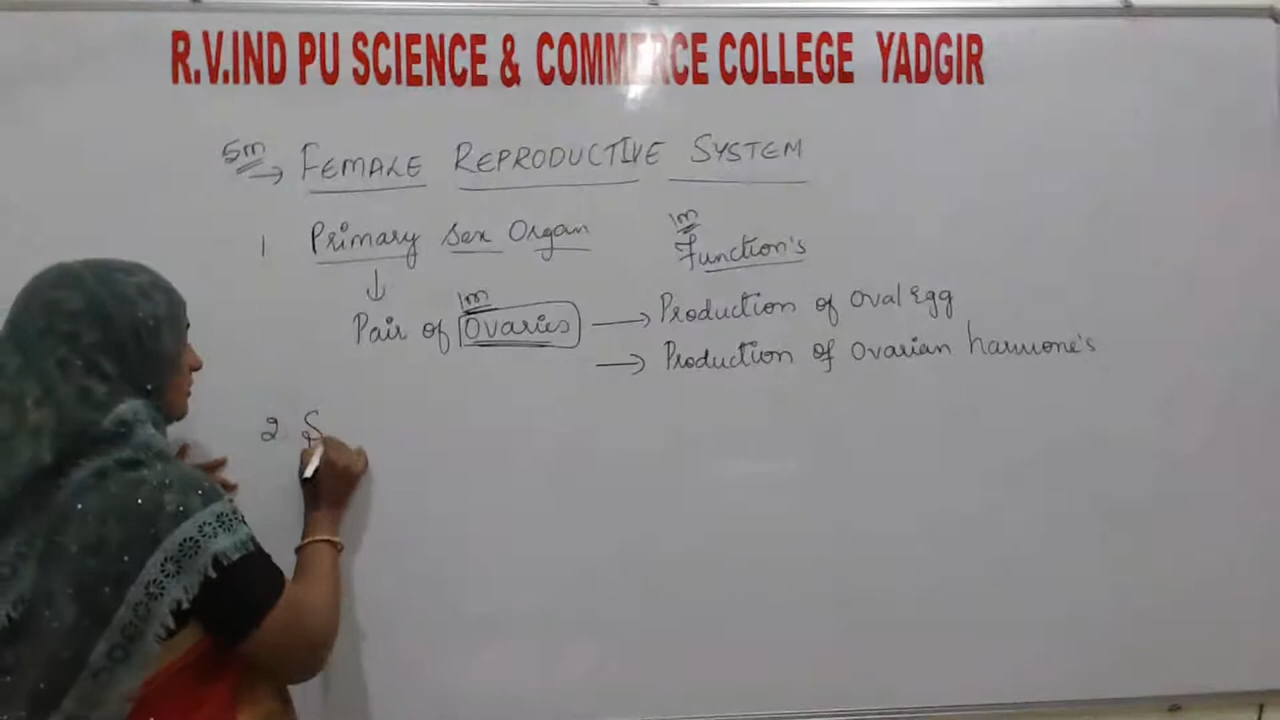 R.V.IND PU SCIENCE & COMMERCE COLLEGE YADGIR
5m → FEMALE REPRODUCTIVE SYSTEM
1 Primary Sex Organ
1m
Function's
↓
1m
Pair of Ovaries → Production of Oval Egg
→ Production of Ovarian harmone's
2 S